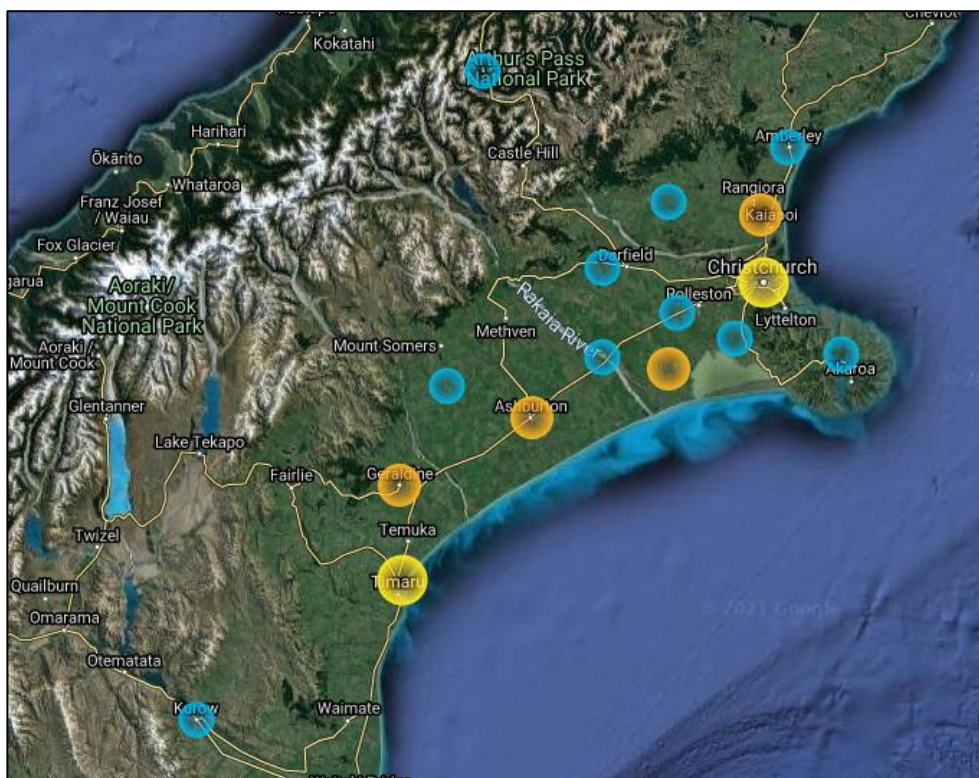 Kokatahi
Cheviot
Arthur's Pass
National Park
Harihari
Amberley
Ōkārito
Castle Hill
Whataroa
Rangiora
Franz Josef
/ Waiau
Kaiapoi
Fox Glacier
Darfield
Christchurch
Aoraki/
Mount Cook
National Park
Rolleston
Rakaia River
Lyttelton
Methven
Aoraki /
Mount Cook
Mount Somers
Akaroa
Glentanner
Ashburton
Lake Tekapo
Fairlie
Geraldine
Temuka
Twizel
Timaru
Quailburn
© 2021 Google
Omarama
Otematata
Kurow
Waimate